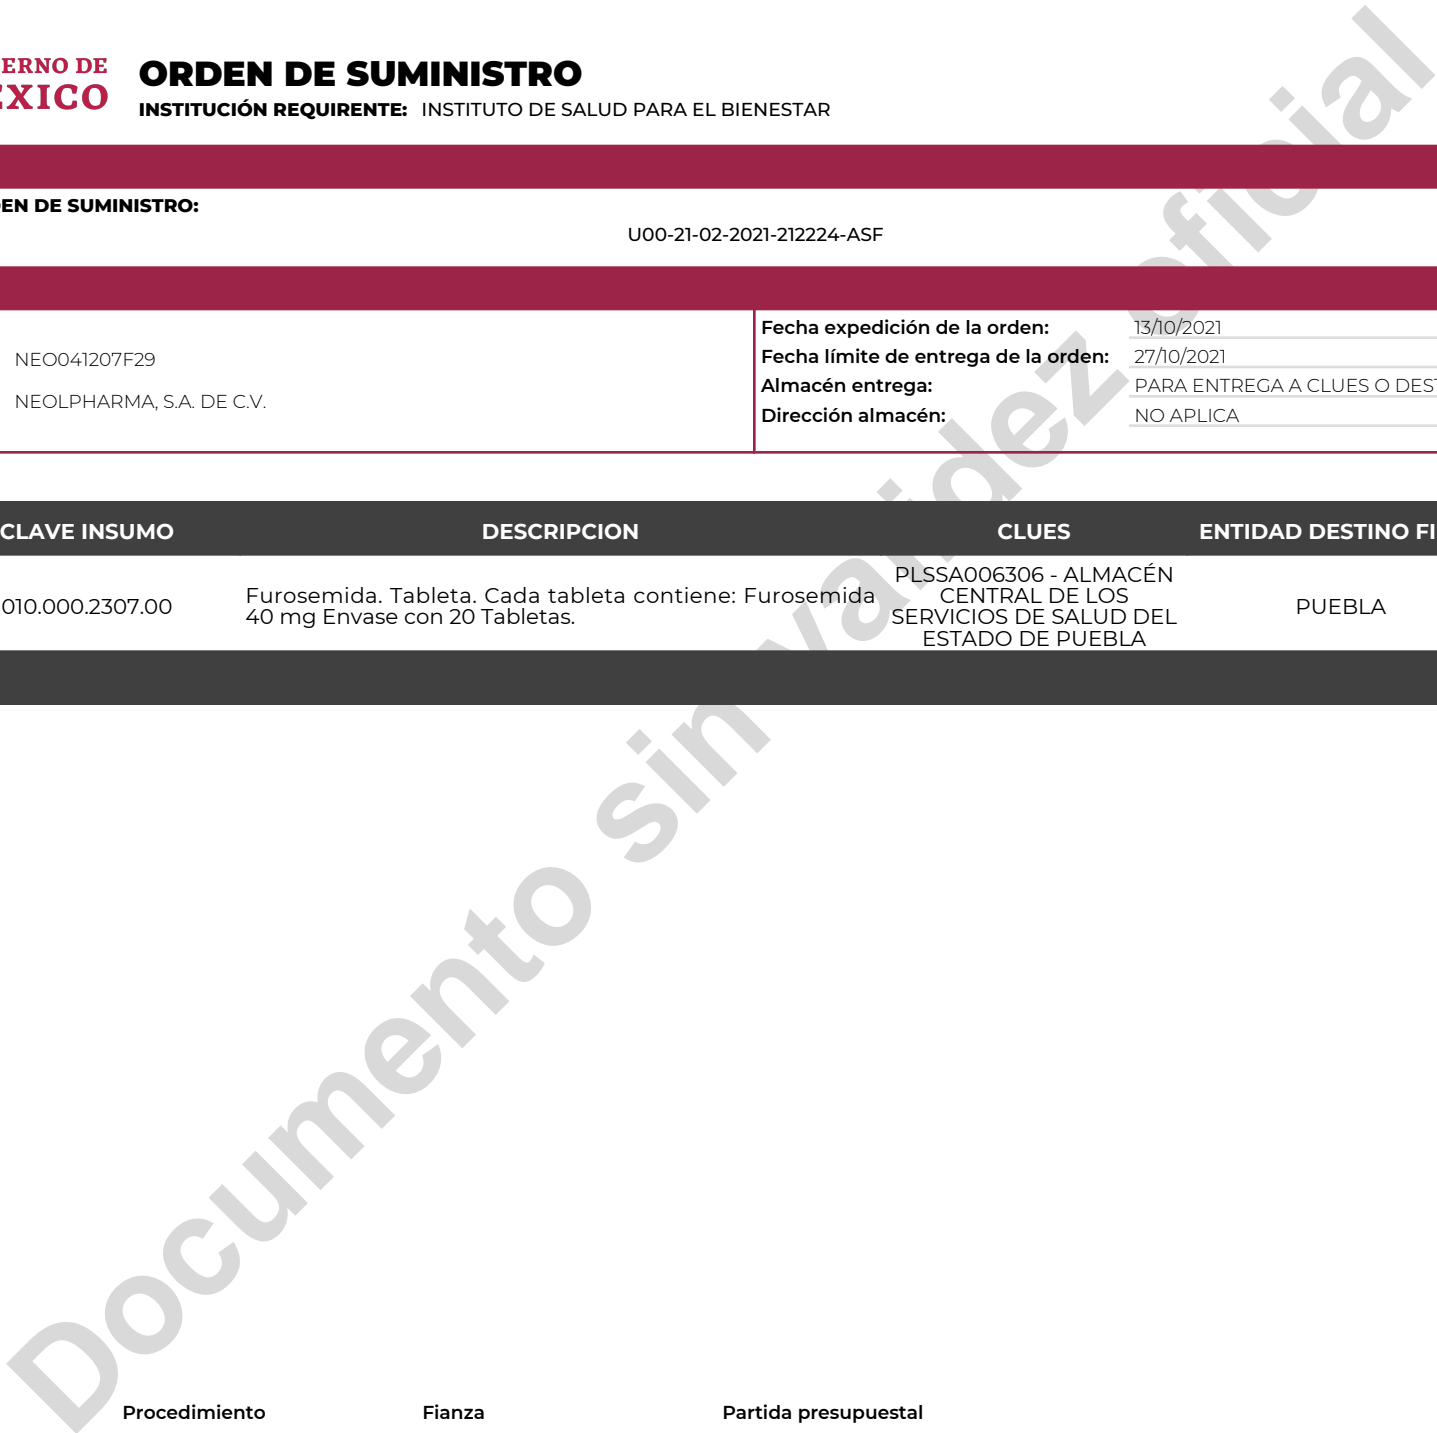 ERNO DE
ÉXICO
ORDEN DE SUMINISTRO
INSTITUCIÓN REQUIRENTE: INSTITUTO DE SALUD PARA EL BIENESTAR
EN DE SUMINISTRO:
U00-21-02-2021-212224-ASF
NEO041207F29
NEOLPHARMA, S.A. DE C.V.
Fecha expedición de la orden: 13/10/2021
Fecha límite de entrega de la orden: 27/10/2021
Almacén entrega: PARA ENTREGA A CLUES O DEST
Dirección almacén: NO APLICA
CLAVE INSUMO DESCRIPCION CLUES ENTIDAD DESTINO FI
010.000.2307.00
Furosemida. Tableta. Cada tableta contiene: Furosemida
40 mg Envase con 20 Tabletas.
PLSSA006306 - ALMACÉN
CENTRAL DE LOS
SERVICIOS DE SALUD DEL
ESTADO DE PUEBLA
PUEBLA
Documento sin validez oficial
Procedimiento Fianza Partida presupuestal